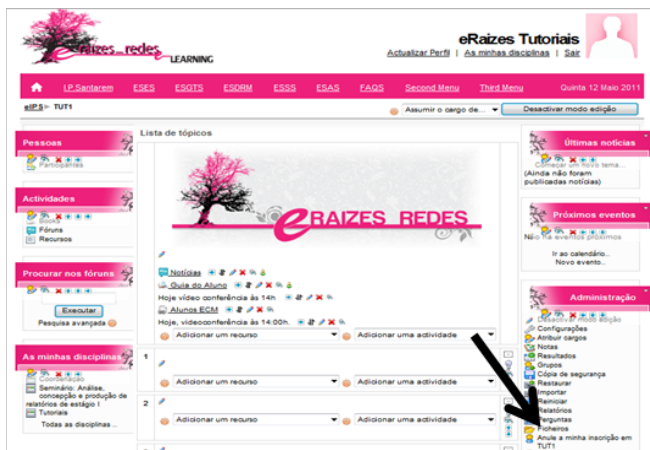 eRaizes Tutoriais
Actualizar Perfil | As minhas disciplinas | Sair
eraizes_redes
LEARNING
I.P.Santarem ESES ESGTS ESDRM ESSS ESAS FAQS Second Menu Third Menu Quinta 12 Maio 2011
eIPS ▷ TUT1
Assumir o cargo de...
Desactivar modo edição
Pessoas
Participantes
Actividades
Books
Fóruns
Recursos
Procurar nos fóruns
Executar
Pesquisa avançada
As minhas disciplinas
Coordenação
Seminário: Análise,
concepção e produção de
relatórios de estágio I
Tutoriais
Todas as disciplinas ...
Lista de tópicos
eRAIZES_REDES
Notícias
Guia do Aluno
Hoje vídeo conferência às 14h
Alunos ECM
Hoje, videoconferência às 14:00h.
Adicionar um recurso Adicionar uma actividade
1
Adicionar um recurso Adicionar uma actividade
2
Adicionar um recurso Adicionar uma actividade
Últimas notícias
Começar um novo tema...
(Ainda não foram
publicadas notícias)
Próximos eventos
Não há eventos próximos
Ir ao calendário...
Novo evento...
Administração
Desactivar modo edição
Configurações
Atribuir cargos
Notas
Resultados
Grupos
Cópia de segurança
Restaurar
Importar
Reiniciar
Relatórios
Perguntas
Ficheiros
Anule a minha inscrição em
TUT1